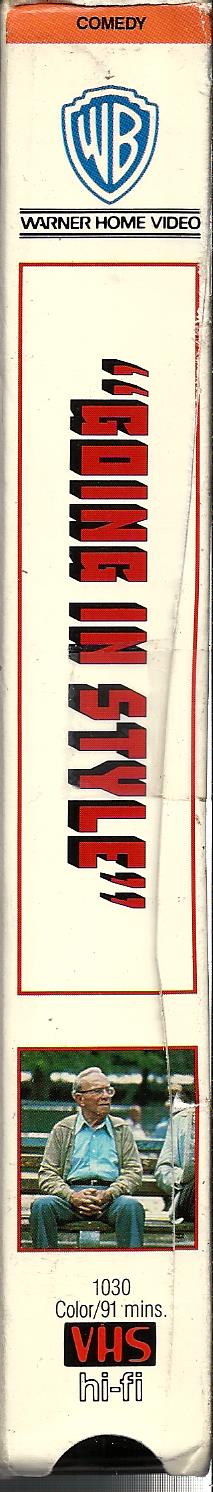 COMEDY
WB
WARNER HOME VIDEO
"GOING IN STYLE"
1030
Color/91 mins.
VHS
hi-fi